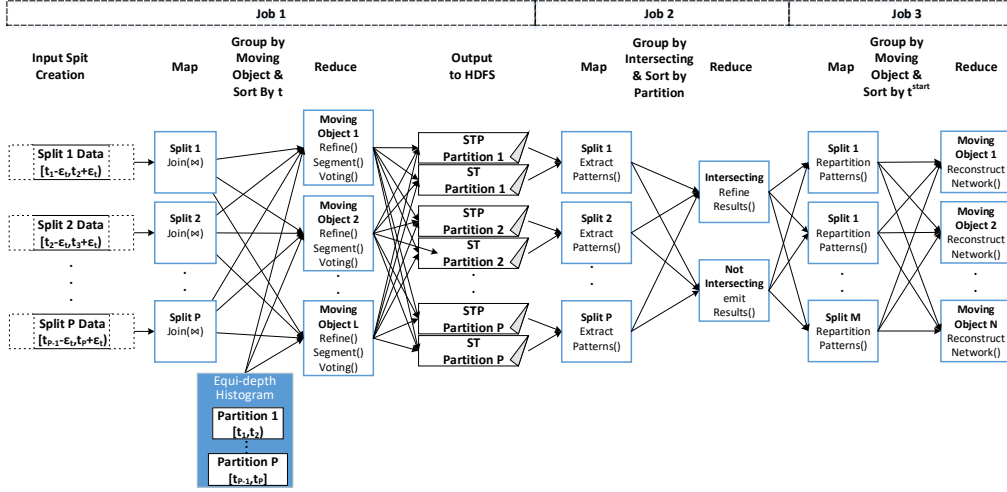 Job 1
Job 2
Job 3
Input Spit
Creation
Map
Group by
Moving
Object &
Sort By t
Reduce
Output
to HDFS
Map
Group by
Intersecting
& Sort by
Partition
Reduce
Map
Group by
Moving
Object &
Sort by t^start
Reduce
Split 1 Data
[t₁-εₜ,t₂+εₜ)
Split 2 Data
[t₂-εₜ,t₃+εₜ)
.
.
.
Split P Data
[tₚ₋₁-εₜ,tₚ+εₜ)
Split 1
Join(⋈)
Split 2
Join(⋈)
.
.
Split P
Join(⋈)
Equi-depth
Histogram
Partition 1
[t₁,t₂)
Partition P
[tₚ₋₁,tₚ]
Moving
Object 1
Refine()
Segment()
Voting()
Moving
Object 2
Refine()
Segment()
Voting()
.
.
Moving
Object L
Refine()
Segment()
Voting()
STP
Partition 1
ST
Partition 1
STP
Partition 2
ST
Partition 2
.
.
STP
Partition P
ST
Partition P
Split 1
Extract
Patterns()
Split 2
Extract
Patterns()
.
.
Split P
Extract
Patterns()
Intersecting
Refine
Results()
Not
Intersecting
emit
Results()
Split 1
Repartition
Patterns()
Split 1
Repartition
Patterns()
.
.
Split M
Repartition
Patterns()
Moving
Object 1
Reconstruct
Network()
Moving
Object 2
Reconstruct
Network()
.
.
Moving
Object N
Reconstruct
Network()